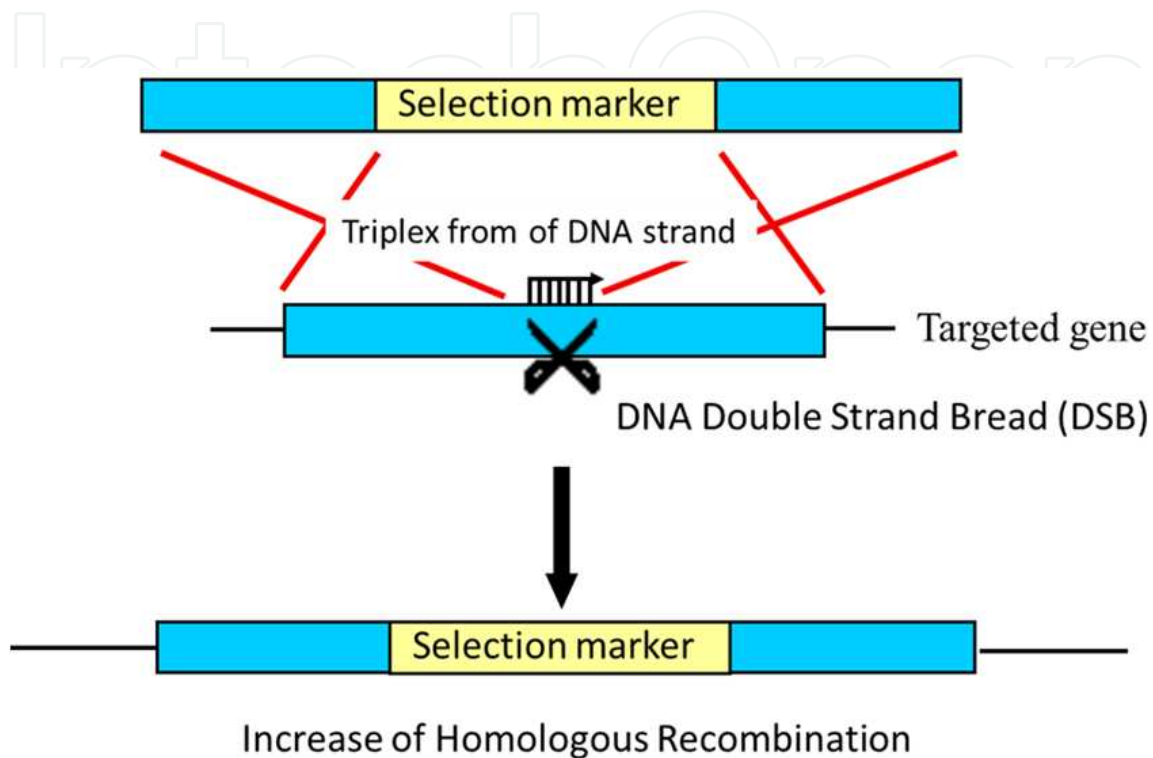 IntechOpen
Selection marker
Triplex from of DNA strand
Targeted gene
DNA Double Strand Bread (DSB)
Selection marker
Increase of Homologous Recombination